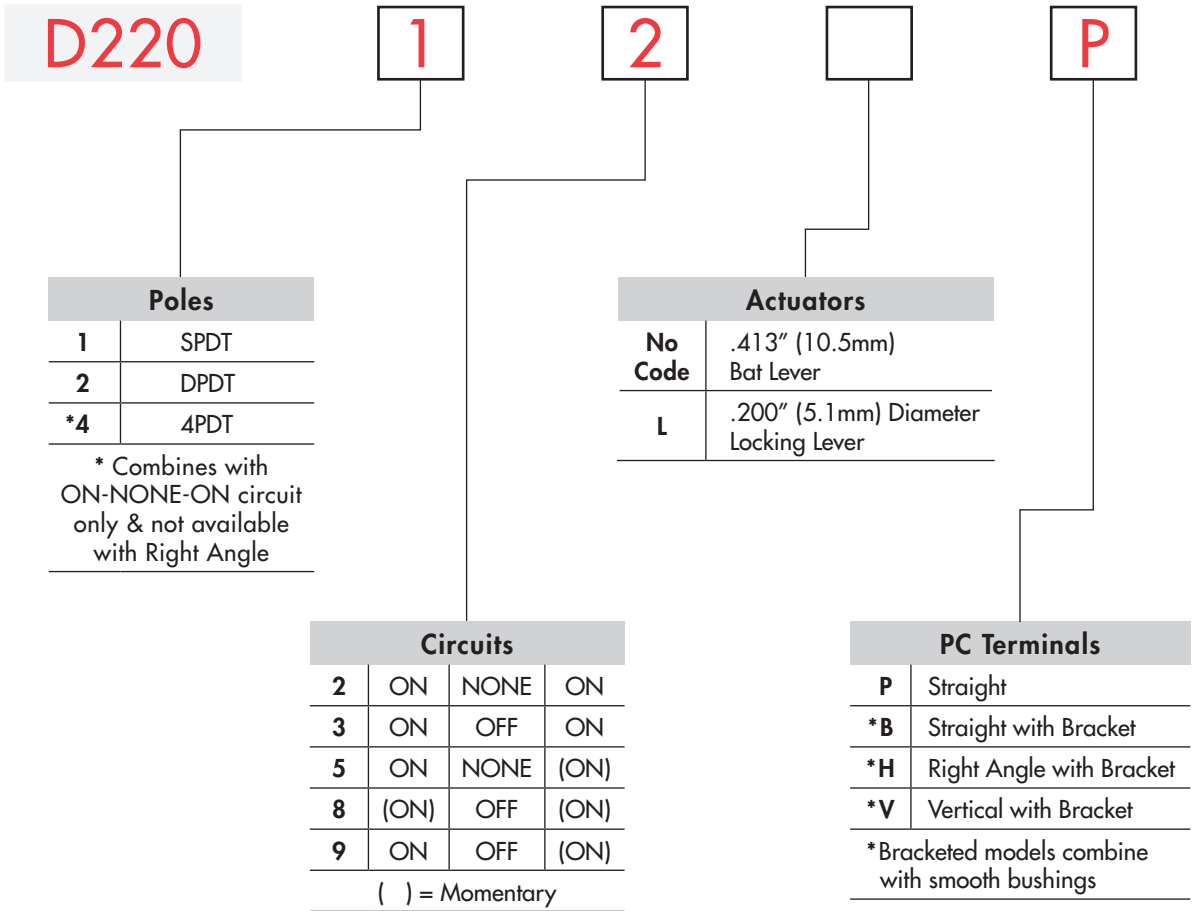 D220 1 2 P
Poles
1 SPDT
2 DPDT
*4 4PDT
* Combines with
ON-NONE-ON circuit
only & not available
with Right Angle
Actuators
No
Code
.413" (10.5mm)
Bat Lever
L
.200" (5.1mm) Diameter
Locking Lever
Circuits
2 ON NONE ON
3 ON OFF ON
5 ON NONE (ON)
8 (ON) OFF (ON)
9 ON OFF (ON)
( ) = Momentary
PC Terminals
P Straight
*B Straight with Bracket
*H Right Angle with Bracket
*V Vertical with Bracket
*Bracketed models combine
with smooth bushings